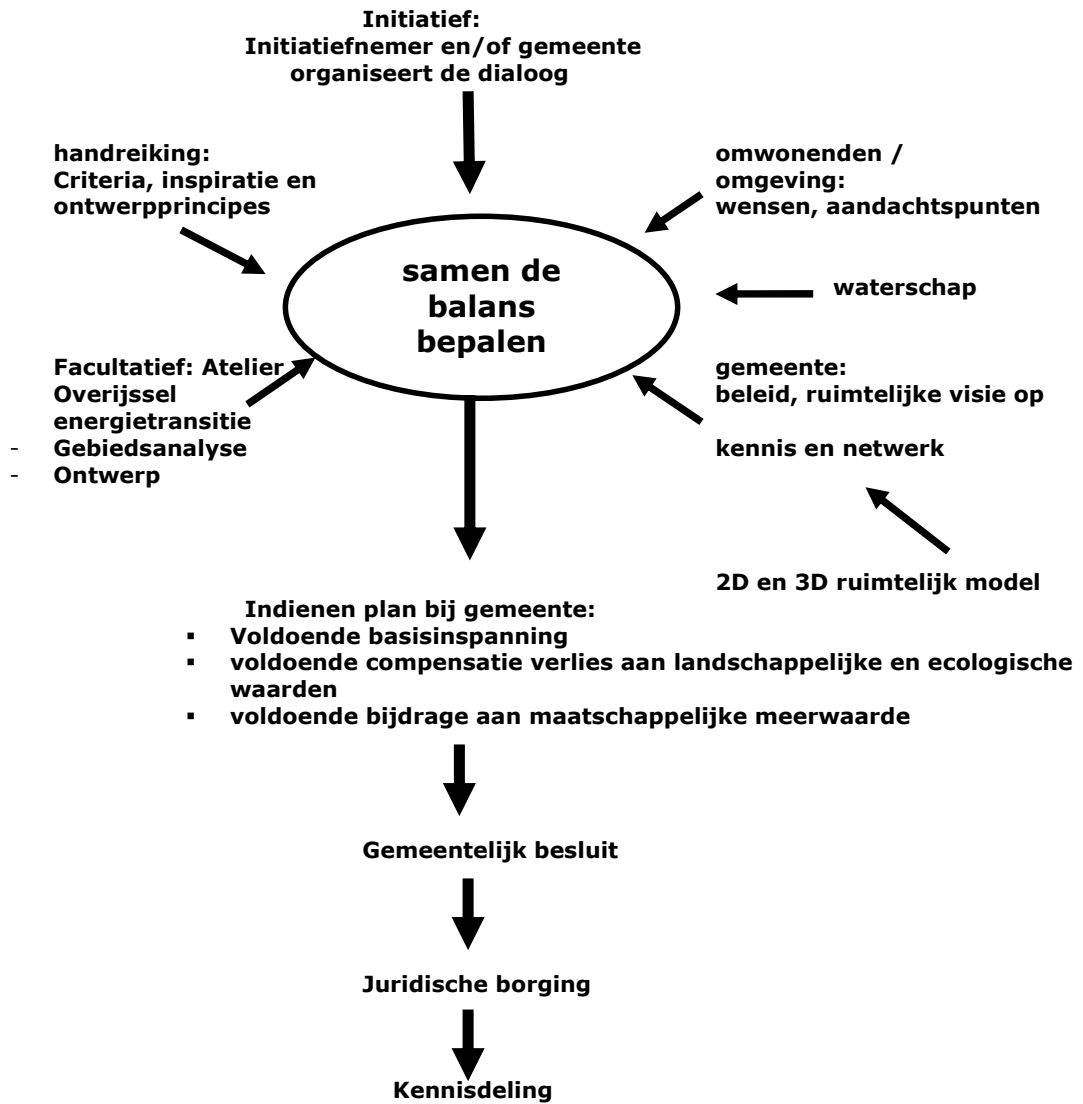 Initiatief:
Initiatiefnemer en/of gemeente
organiseert de dialoog
handreiking:
Criteria, inspiratie en
ontwerpprincipes
omwonenden /
omgeving:
wensen, aandachtspunten
samen de
balans
bepalen
waterschap
Facultatief: Atelier
Overijssel
energietransitie
- Gebiedsanalyse
- Ontwerp
gemeente:
beleid, ruimtelijke visie op
kennis en netwerk
2D en 3D ruimtelijk model
Indienen plan bij gemeente:
▪ Voldoende basisinspanning
▪ voldoende compensatie verlies aan landschappelijke en ecologische
waarden
▪ voldoende bijdrage aan maatschappelijke meerwaarde
Gemeentelijk besluit
Juridische borging
Kennisdeling